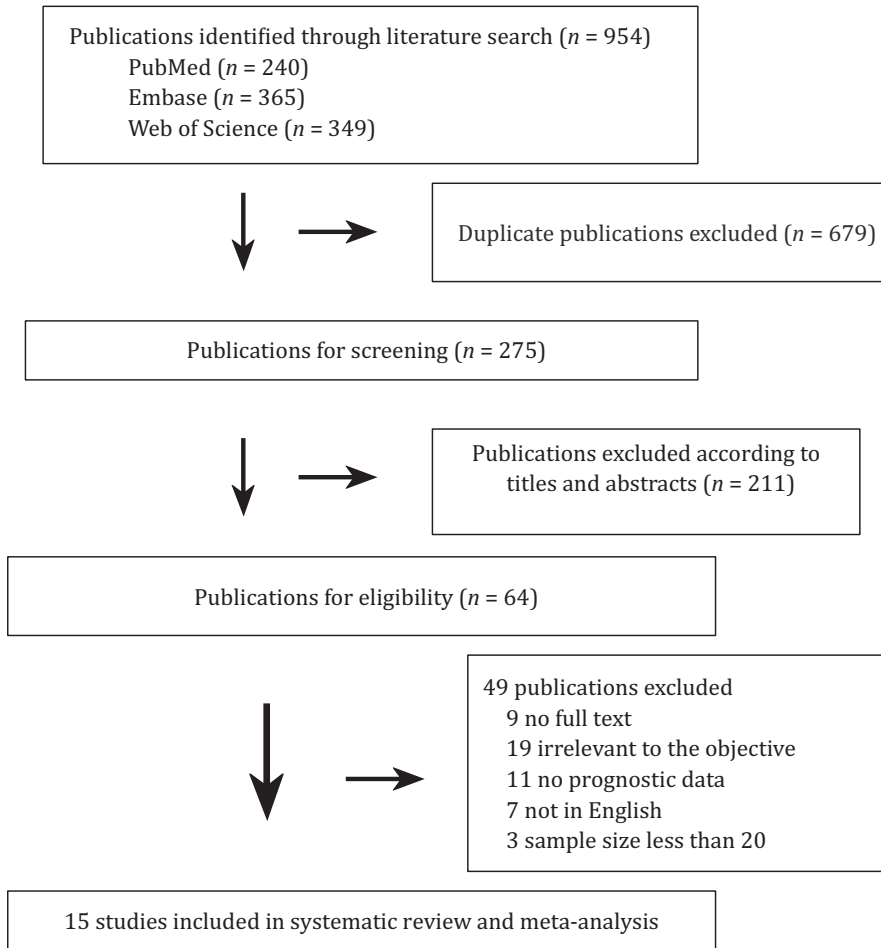 Publications identified through literature search (n = 954)
PubMed (n = 240)
Embase (n = 365)
Web of Science (n = 349)
Duplicate publications excluded (n = 679)
Publications for screening (n = 275)
Publications excluded according to
titles and abstracts (n = 211)
Publications for eligibility (n = 64)
49 publications excluded
9 no full text
19 irrelevant to the objective
11 no prognostic data
7 not in English
3 sample size less than 20
15 studies included in systematic review and meta-analysis